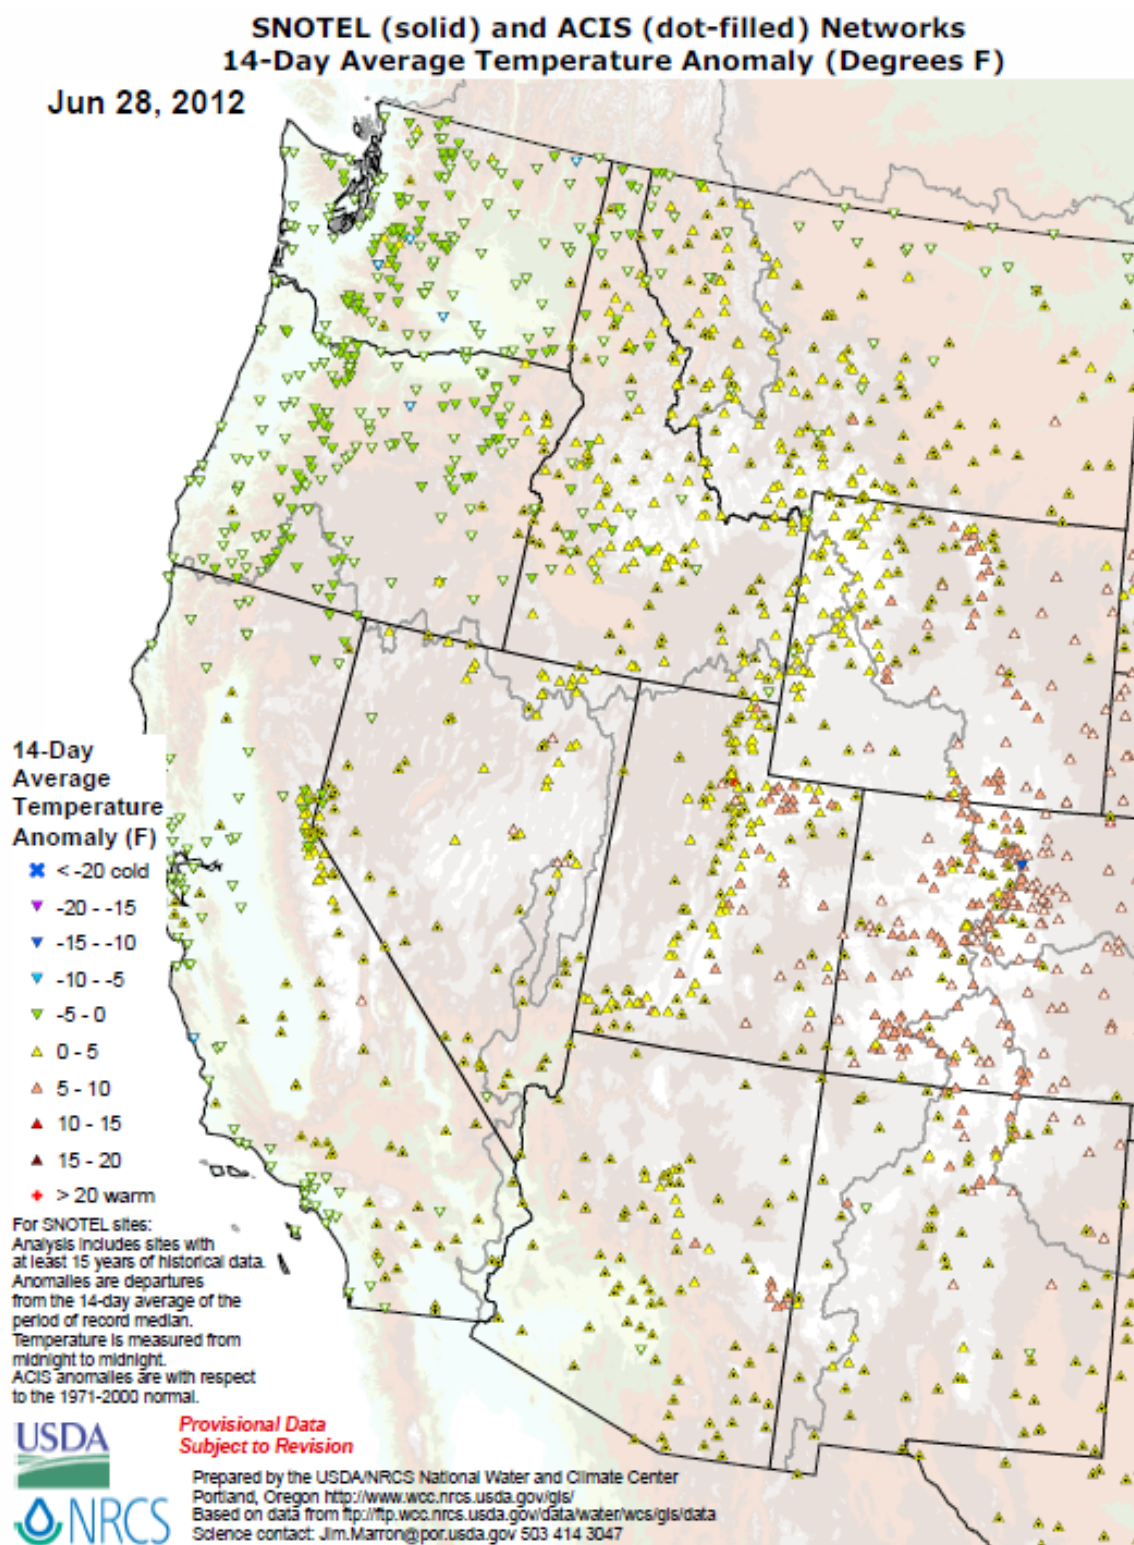 SNOTEL (solid) and ACIS (dot-filled) Networks
14-Day Average Temperature Anomaly (Degrees F)
Jun 28, 2012
14-Day
Average
Temperature
Anomaly (F)
< -20 cold
-20 - -15
-15 - -10
-10 - -5
-5 - 0
0 - 5
5 - 10
10 - 15
15 - 20
> 20 warm
For SNOTEL sites:
Analysis includes sites with
at least 15 years of historical data.
Anomalies are departures
from the 14-day average of the
period of record median.
Temperature is measured from
midnight to midnight.
ACIS anomalies are with respect
to the 1971-2000 normal.
USDA
NRCS
Provisional Data
Subject to Revision
Prepared by the USDA/NRCS National Water and Climate Center
Portland, Oregon http://www.wcc.nrcs.usda.gov/gis/
Based on data from ftp://ftp.wcc.nrcs.usda.gov/data/water/wcs/gis/data
Science contact: Jim.Marron@por.usda.gov 503 414 3047